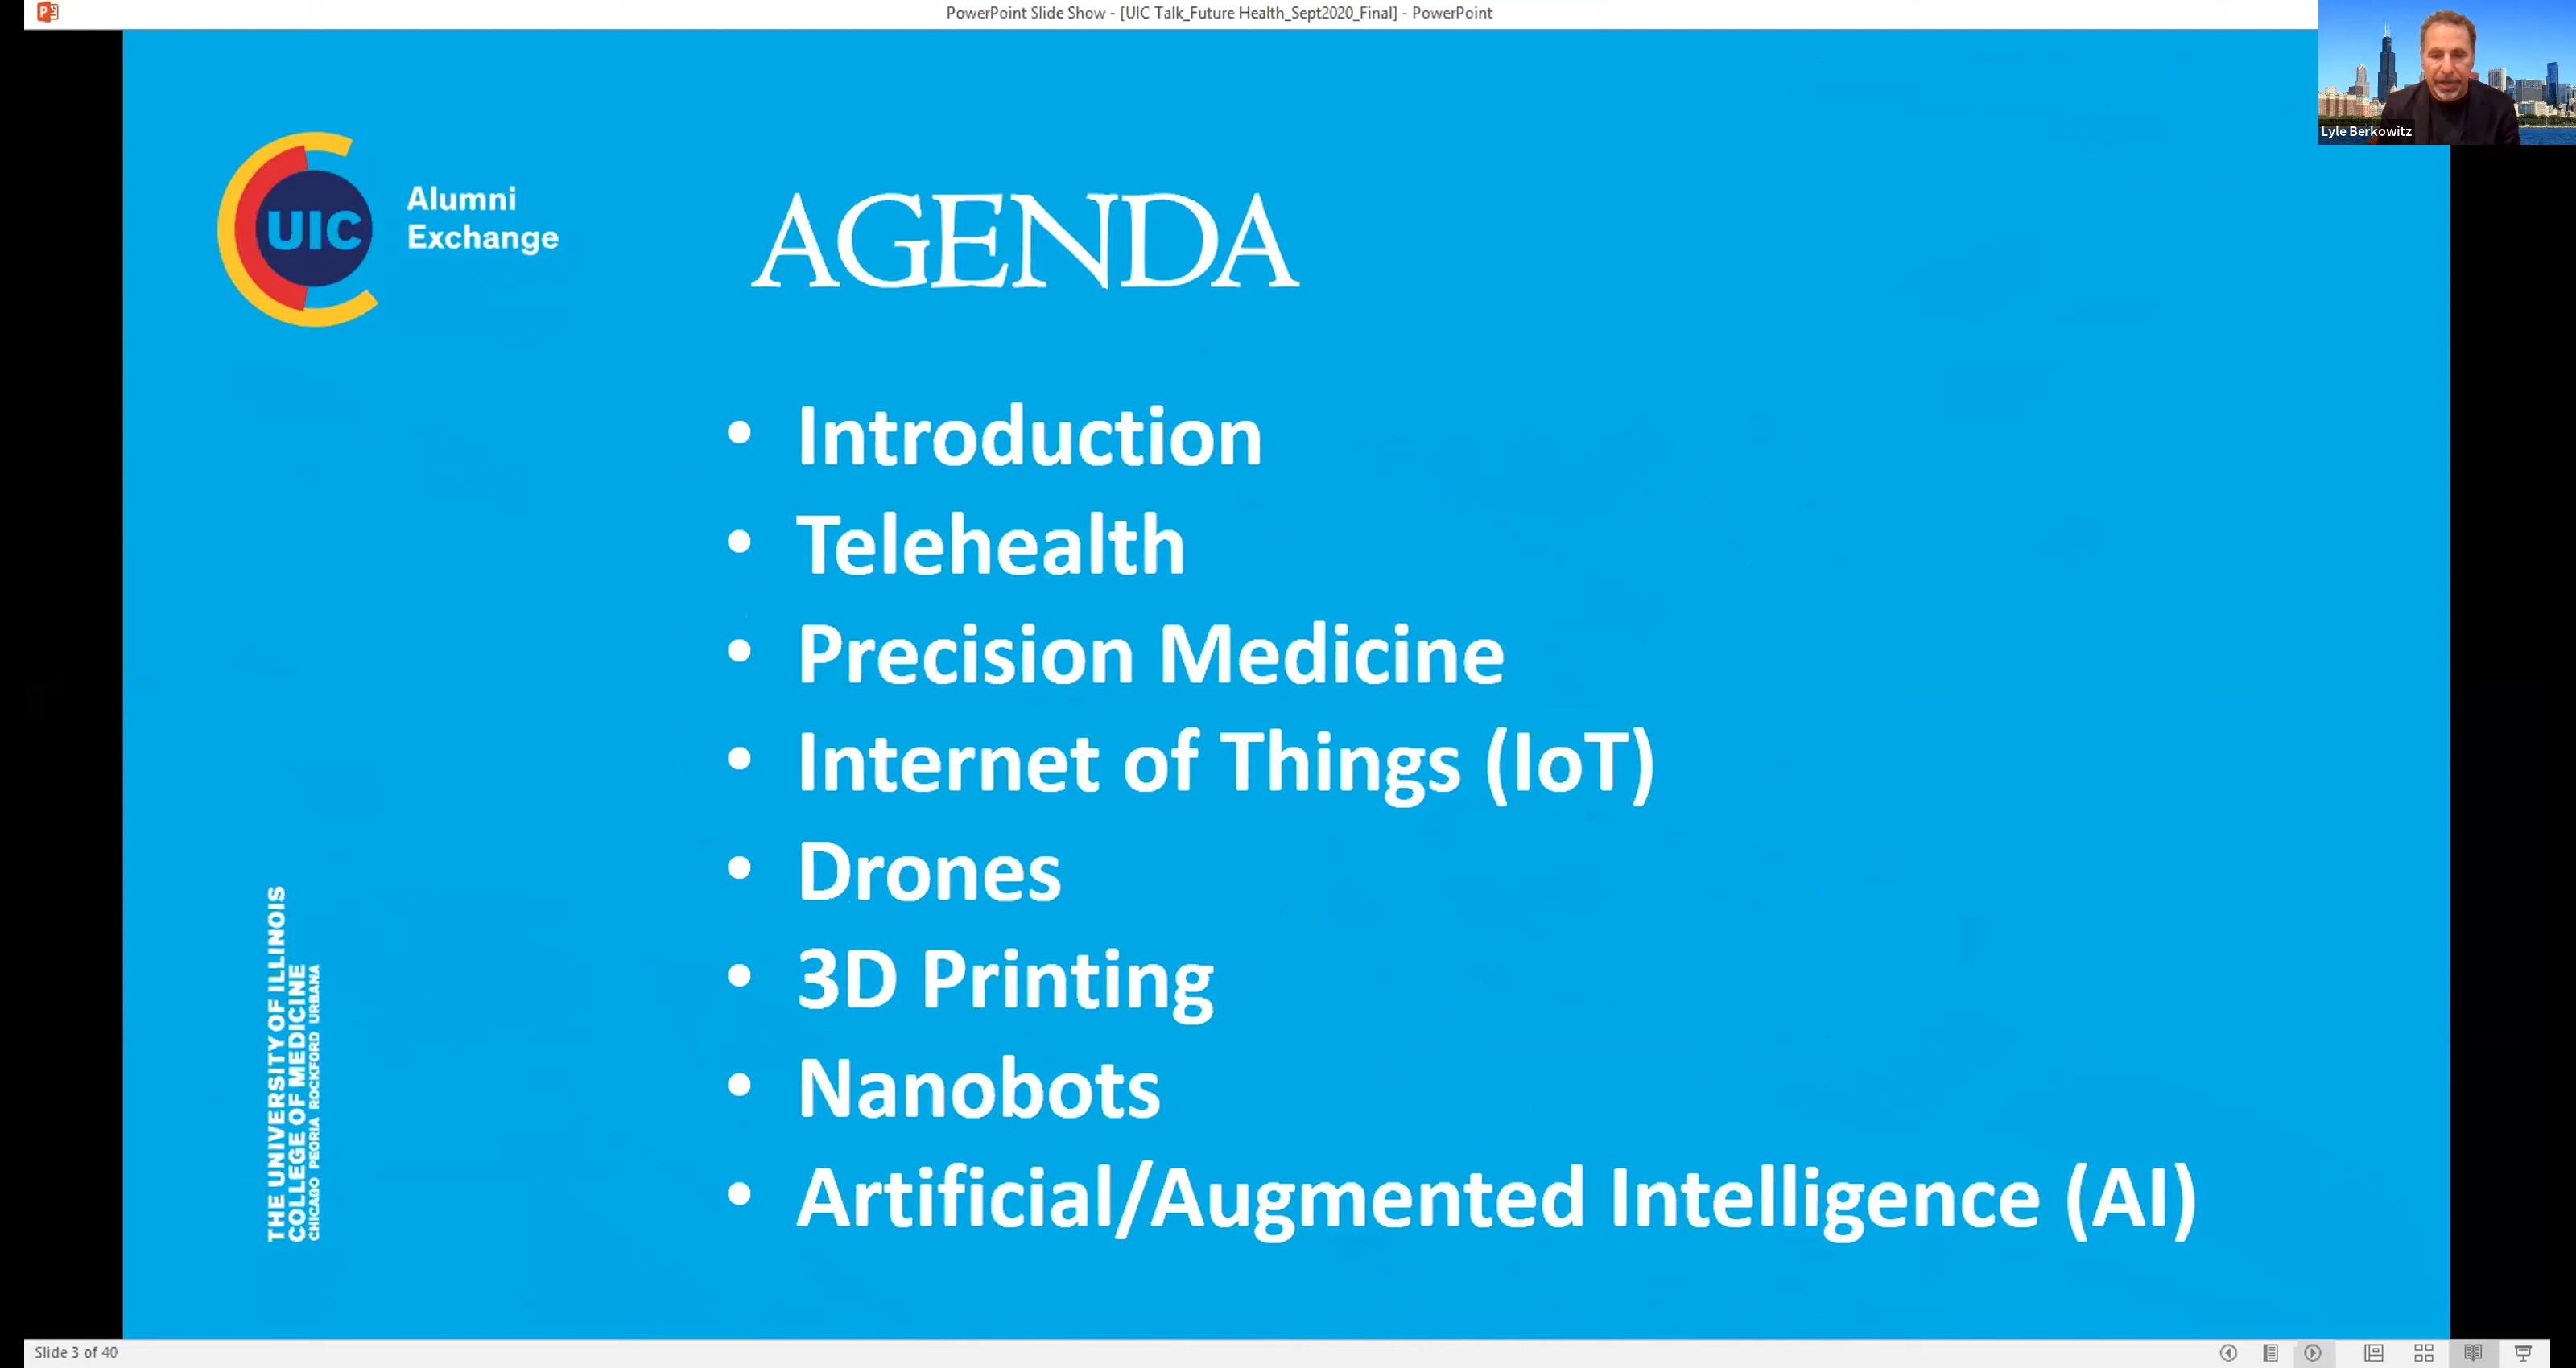 PowerPoint Slide Show - [UIC Talk_Future Health_Sept2020_Final] - PowerPoint
Lyle Berkowitz
UIC
Alumni
Exchange
AGENDA
• Introduction
• Telehealth
• Precision Medicine
• Internet of Things (IoT)
• Drones
• 3D Printing
• Nanobots
• Artificial/Augmented Intelligence (AI)
THE UNIVERSITY OF ILLINOIS
COLLEGE OF MEDICINE
CHICAGO PEORIA ROCKFORD URBANA
Slide 3 of 40